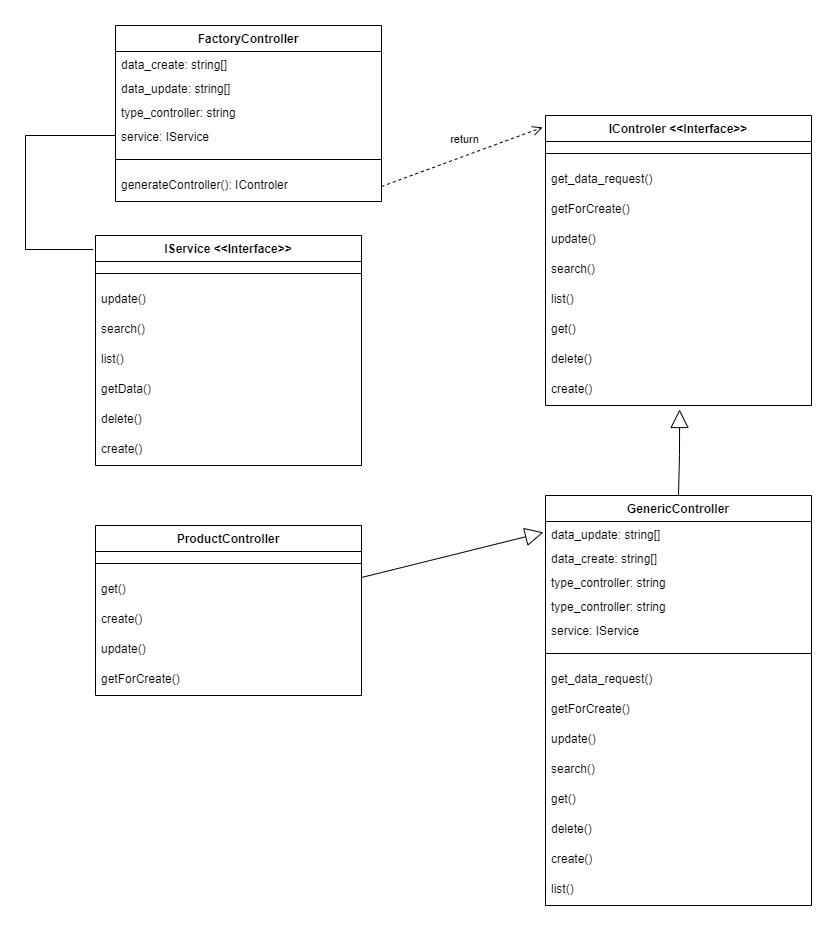 FactoryController
data_create: string[]
data_update: string[]
type_controller: string
service: IService
generateController(): IControler
return
IControler <<Interface>>
get_data_request()
getForCreate()
update()
search()
list()
get()
delete()
create()
IService <<Interface>>
update()
search()
list()
getData()
delete()
create()
ProductController
get()
create()
update()
getForCreate()
GenericController
data_update: string[]
data_create: string[]
type_controller: string
type_controller: string
service: IService
get_data_request()
getForCreate()
update()
search()
get()
delete()
create()
list()